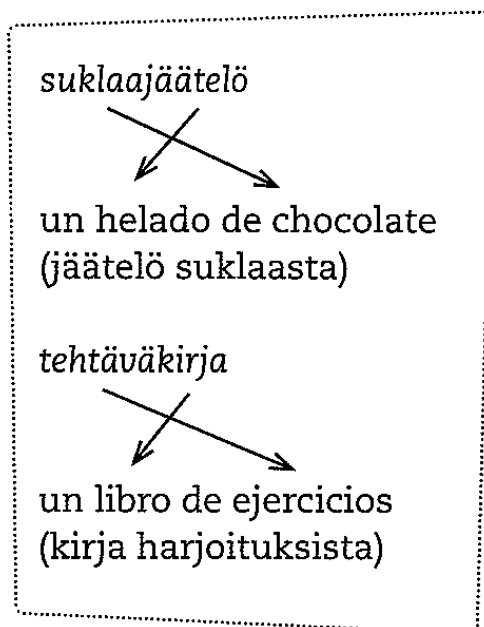 suklaajäätelö
un helado de chocolate
(jäätelö suklaasta)
tehtäväkirja
un libro de ejercicios
(kirja harjoituksista)